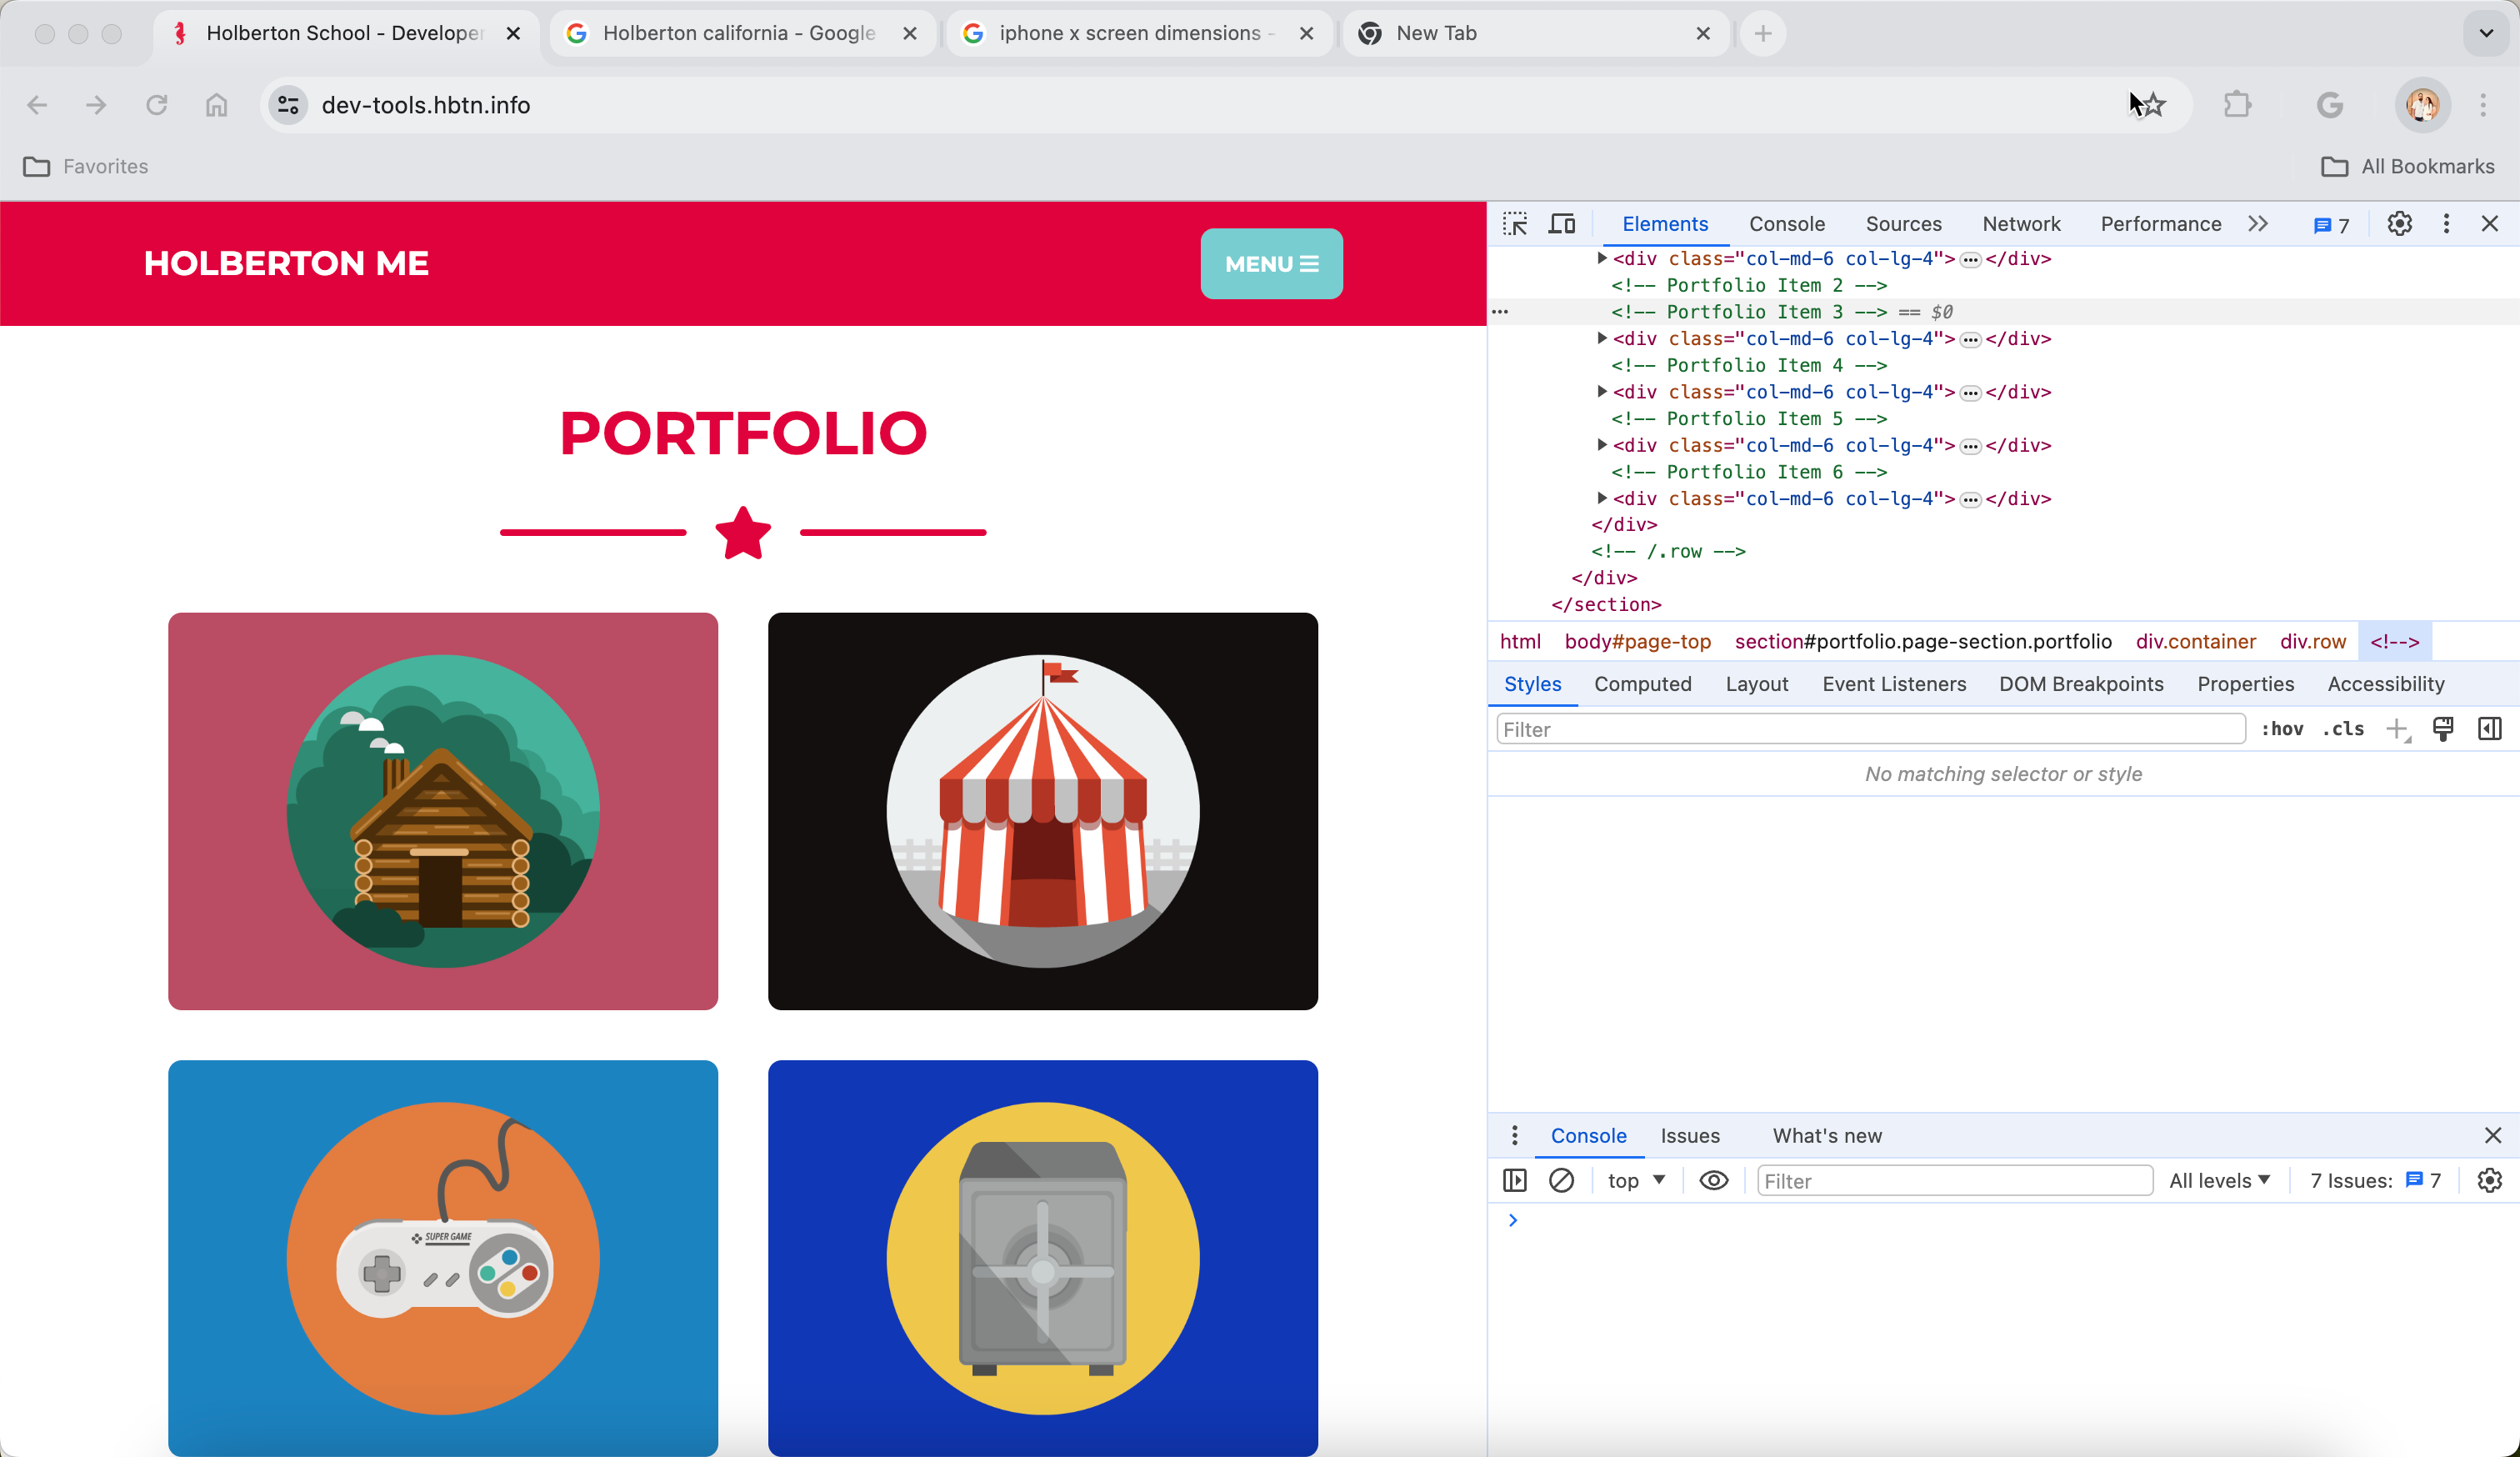 Holberton School - Developer
Holberton california - Google
iphone x screen dimensions -
New Tab
dev-tools.hbtn.info
Favorites
All Bookmarks
HOLBERTON ME
MENU
PORTFOLIO
SUPER GAME
Elements Console Sources Network Performance 7
<div class="col-md-6 col-lg-4">…</div>
<!-- Portfolio Item 2 -->
<!-- Portfolio Item 3 --> == $0
<div class="col-md-6 col-lg-4">…</div>
<!-- Portfolio Item 4 -->
<div class="col-md-6 col-lg-4">…</div>
<!-- Portfolio Item 5 -->
<div class="col-md-6 col-lg-4">…</div>
<!-- Portfolio Item 6 -->
<div class="col-md-6 col-lg-4">…</div>
</div>
<!-- /.row -->
</div>
</section>
html body#page-top section#portfolio.page-section.portfolio div.container div.row <!-->
Styles Computed Layout Event Listeners DOM Breakpoints Properties Accessibility
Filter :hov .cls
No matching selector or style
Console Issues What's new
top Filter All levels 7 Issues: 7